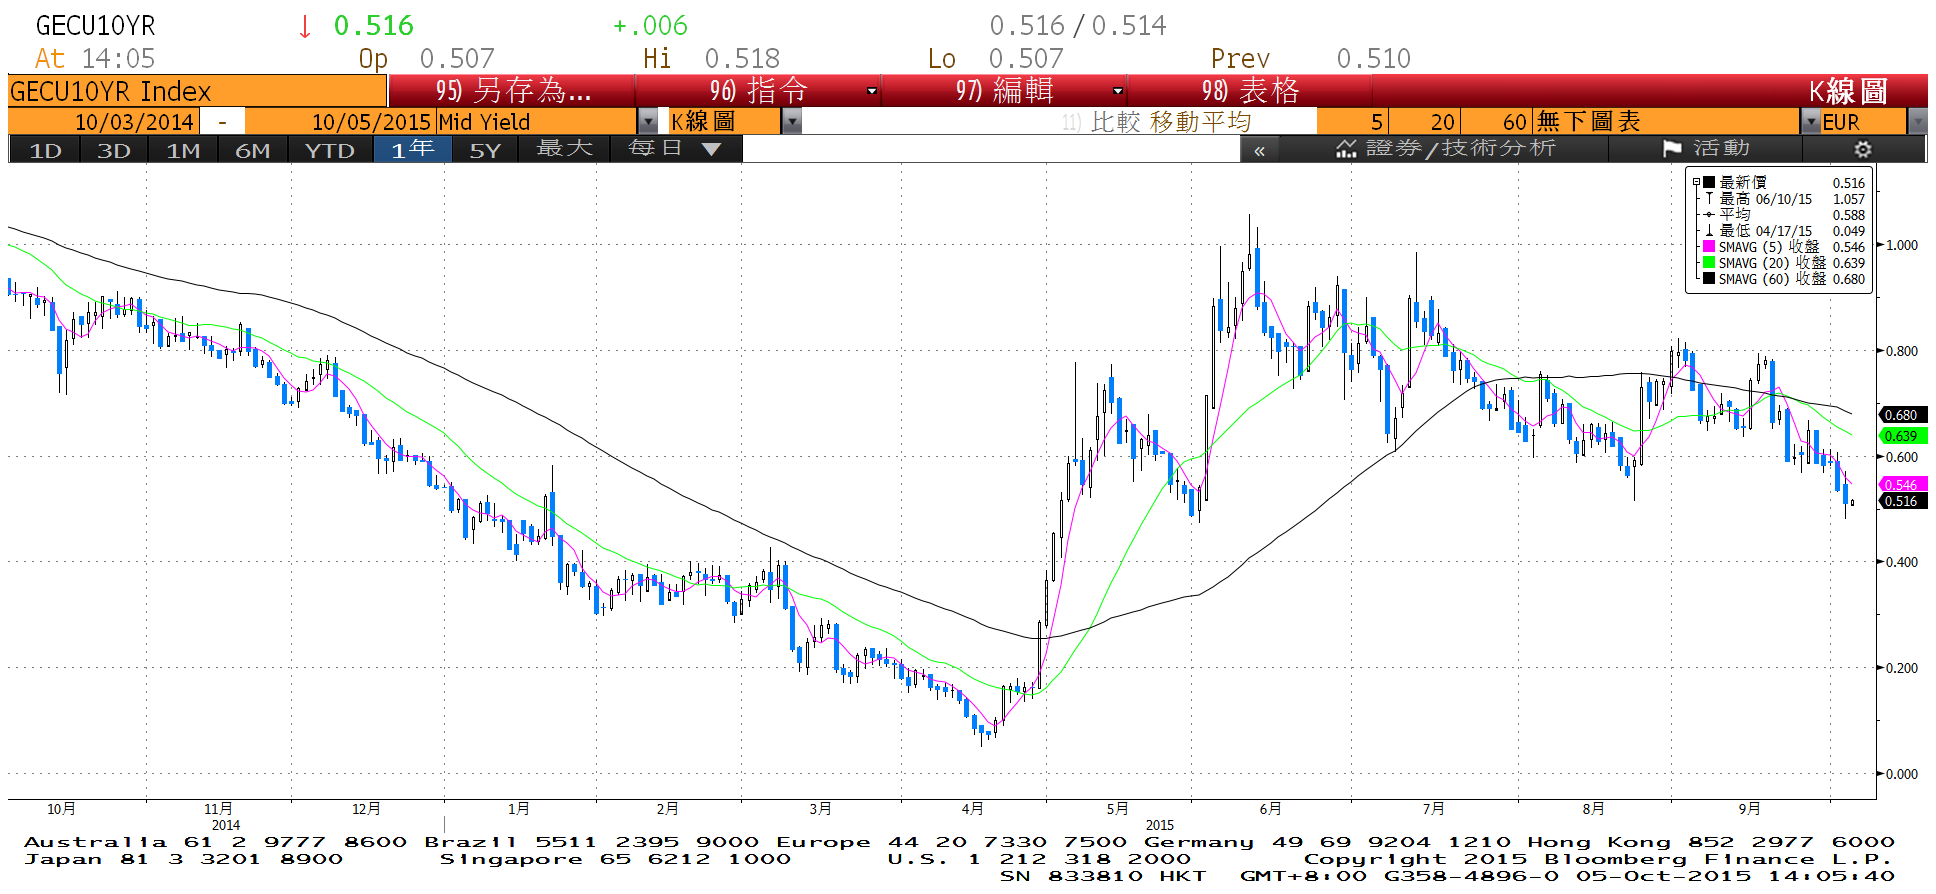 GECU10YR ↓ 0.516 +.006 0.516 / 0.514
At 14:05 Op 0.507 Hi 0.518 Lo 0.507 Prev 0.510
GECU10YR Index 95) 另存為... 96) 指令 97) 編輯 98) 表格 K線圖
10/03/2014 - 10/05/2015 Mid Yield K線圖 11) 比較 移動平均 5 20 60 無下圖表 EUR
1D 3D 1M 6M YTD 1年 5Y 最大 每日 ▼ « 證券/技術分析 活動
最新價 0.516
最高 06/10/15 1.057
平均 0.588
最低 04/17/15 0.049
SMAVG (5) 收盤 0.546
SMAVG (20) 收盤 0.639
SMAVG (60) 收盤 0.680
1.000
0.800
0.680
0.639
0.600
0.546
0.516
0.400
0.200
0.000
10月 11月 12月 1月 2月 3月 4月 5月 6月 7月 8月 9月
2014 2015
Australia 61 2 9777 8600 Brazil 5511 2395 9000 Europe 44 20 7330 7500 Germany 49 69 9204 1210 Hong Kong 852 2977 6000
Japan 81 3 3201 8900 Singapore 65 6212 1000 U.S. 1 212 318 2000 Copyright 2015 Bloomberg Finance L.P.
SN 833810 HKT GMT+8:00 G358-4896-0 05-Oct-2015 14:05:40